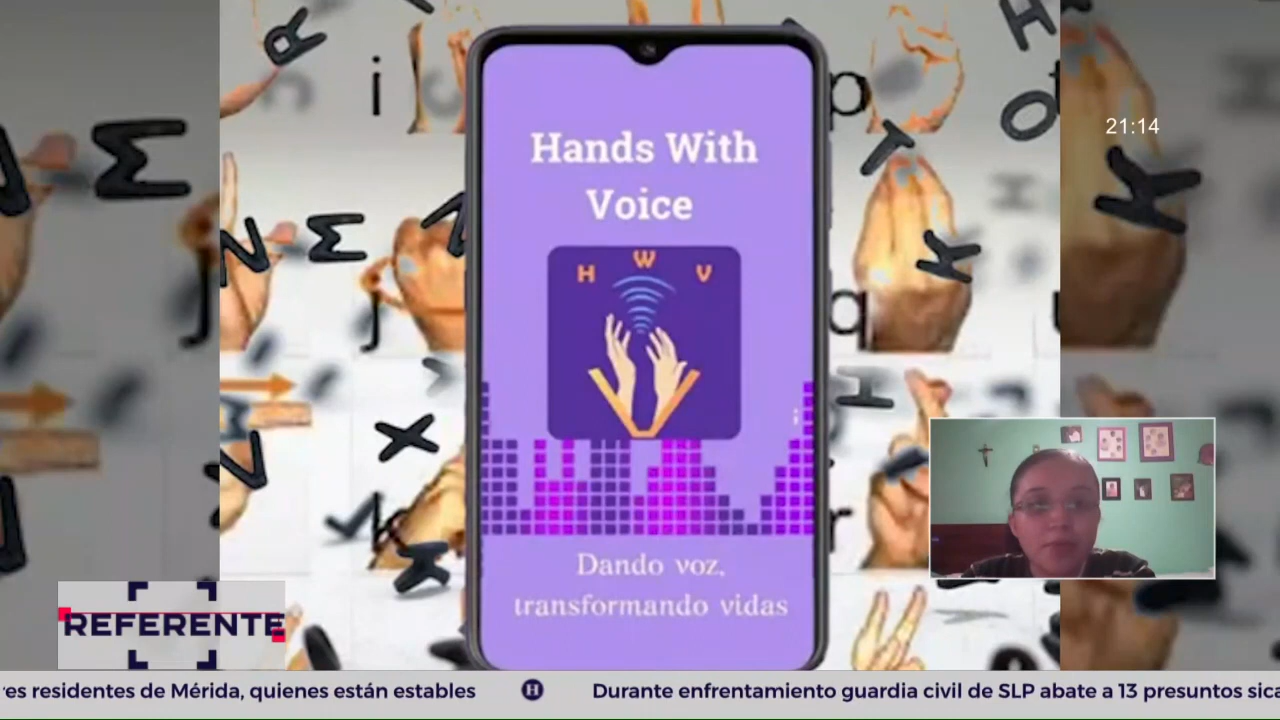 21:14
Hands With
Voice
H W V
Dando voz,
transformando vidas
REFERENTE
res residentes de Mérida, quienes están estables
Durante enfrentamiento guardia civil de SLP abate a 13 presuntos sica